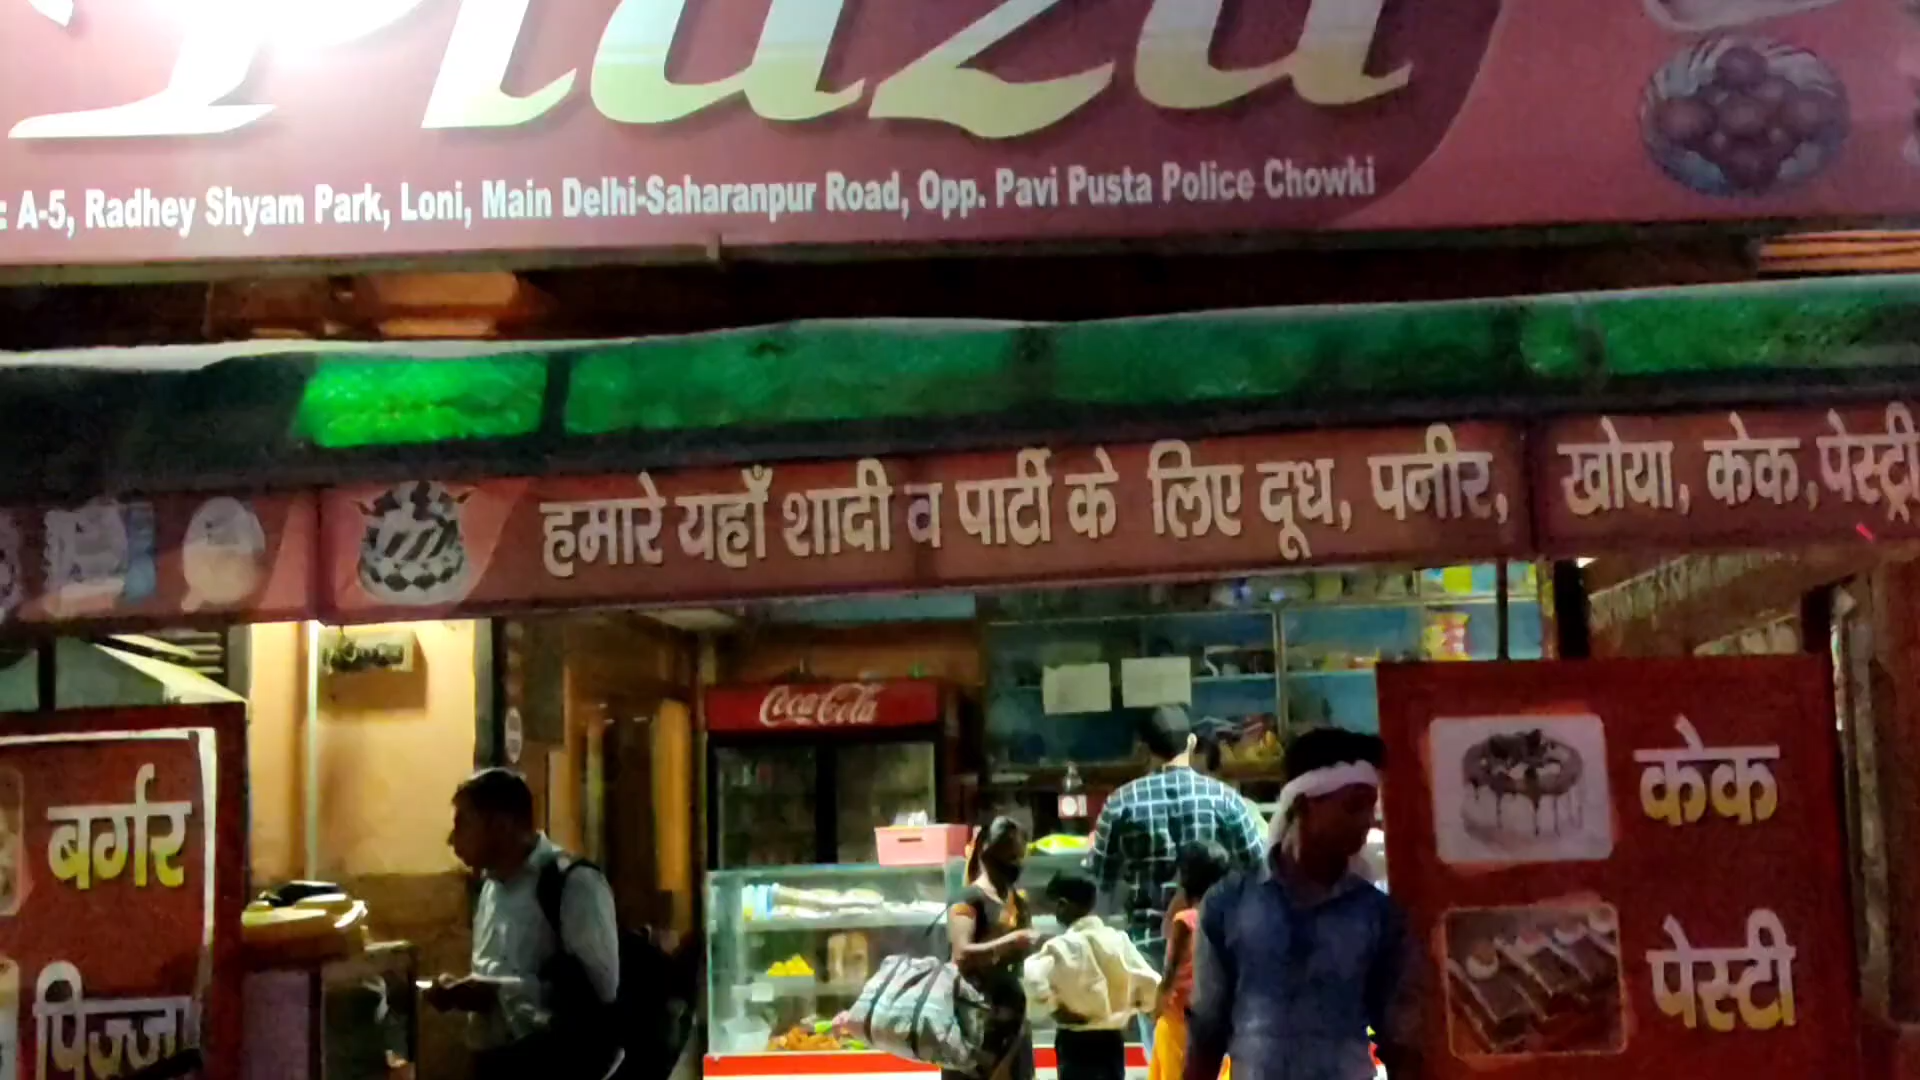 Plaza
: A-5, Radhey Shyam Park, Loni, Main Delhi-Saharanpur Road, Opp. Pavi Pusta Police Chowki
हमारे यहाँ शादी व पार्टी के लिए दूध, पनीर, खोया, केक, पेस्ट्री
Coca-Cola
बर्गर
पिज्जा
केक
पेस्टी